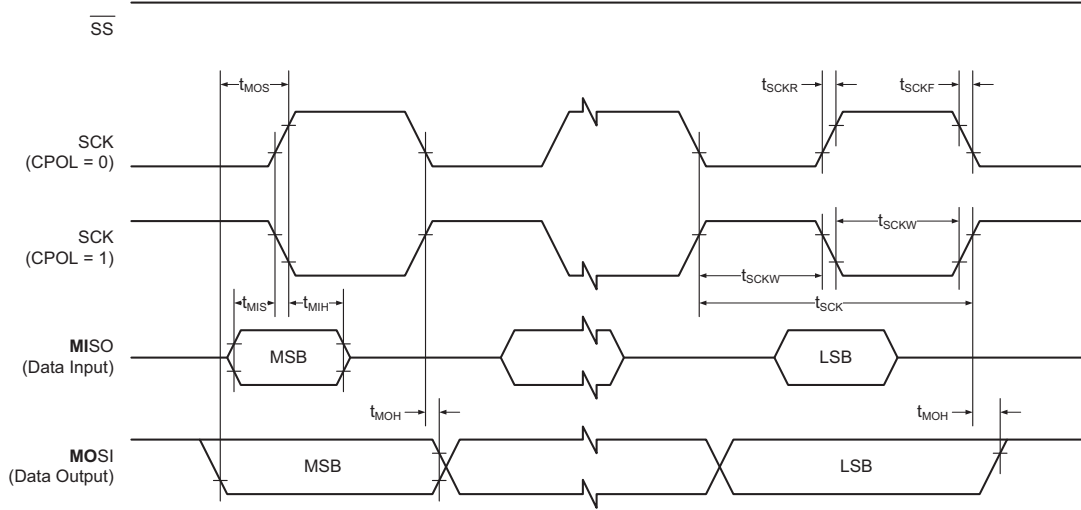 SS
tMOS
tSCKR
tSCKF
SCK
(CPOL = 0)
SCK
(CPOL = 1)
tSCKW
tSCKW
tMIS
tMIH
tSCK
MISO
(Data Input)
MSB
LSB
tMOH
tMOH
MOSI
(Data Output)
MSB
LSB